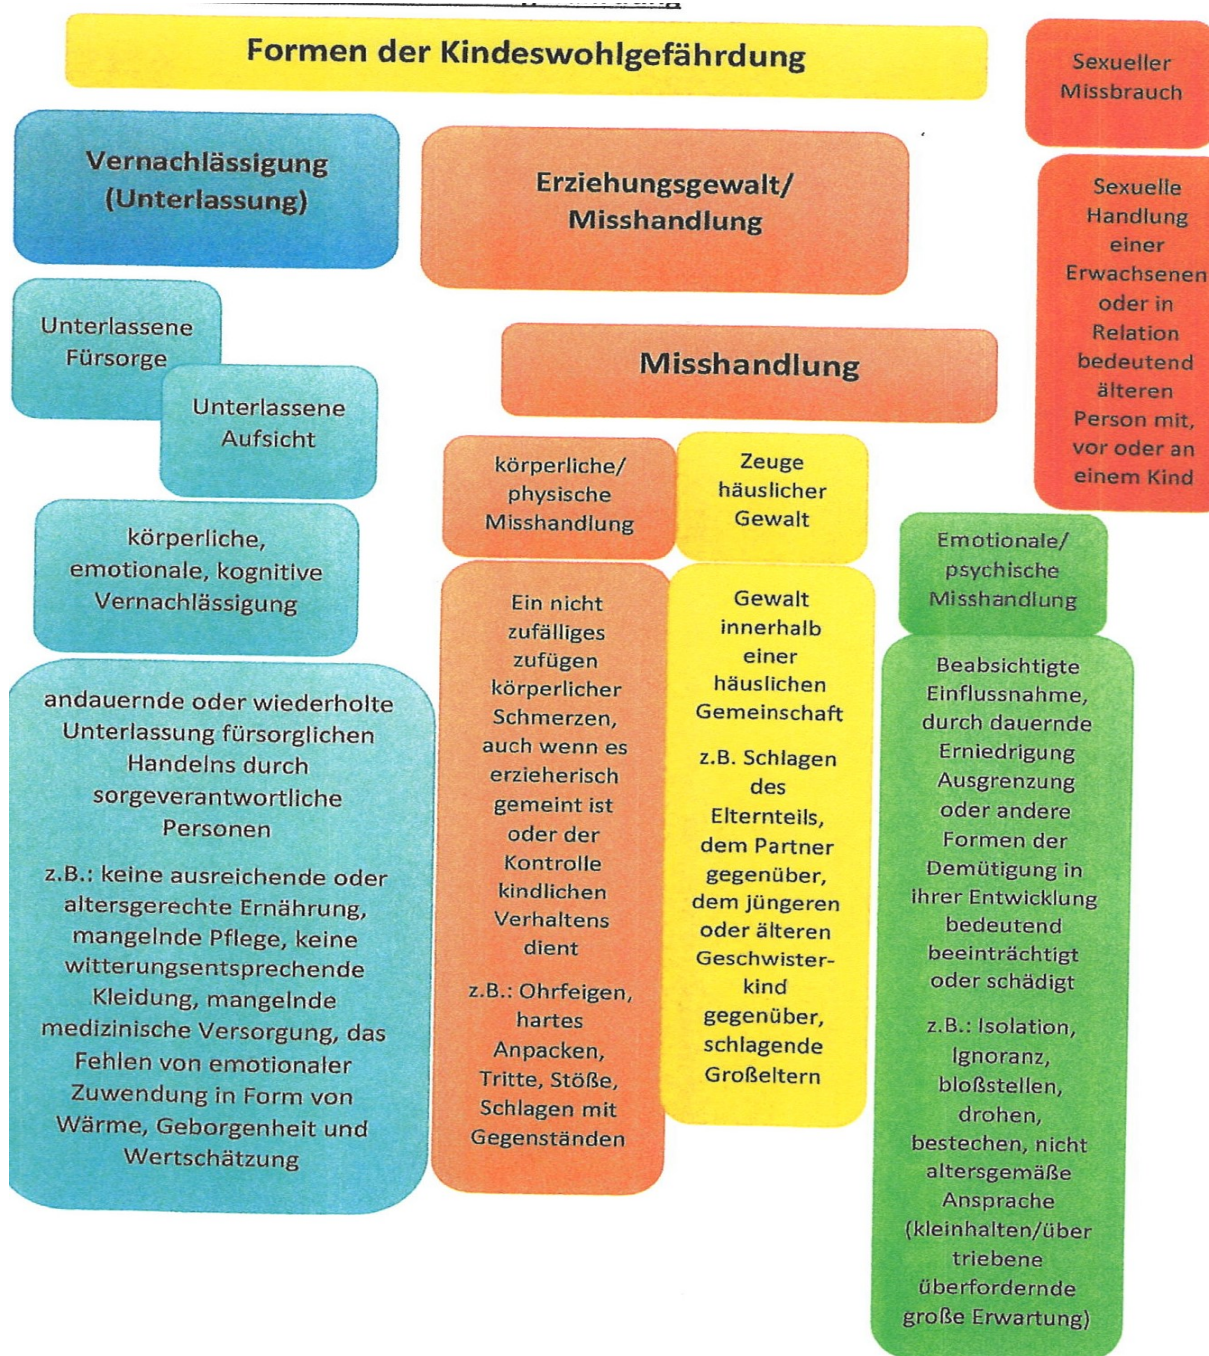 Formen der Kindeswohlgefährdung
Sexueller
Missbrauch
Sexuelle
Handlung
einer
Erwachsenen
oder in
Relation
bedeutend
älteren
Person mit,
vor oder an
einem Kind
Vernachlässigung
(Unterlassung)
Erziehungsgewalt/
Misshandlung
Unterlassene
Fürsorge
Unterlassene
Aufsicht
körperliche,
emotionale, kognitive
Vernachlässigung
andauernde oder wiederholte
Unterlassung fürsorglichen
Handelns durch
sorgeverantwortliche
Personen
z.B.: keine ausreichende oder
altersgerechte Ernährung,
mangelnde Pflege, keine
witterungsentsprechende
Kleidung, mangelnde
medizinische Versorgung, das
Fehlen von emotionaler
Zuwendung in Form von
Wärme, Geborgenheit und
Wertschätzung
Misshandlung
körperliche/
physische
Misshandlung
Ein nicht
zufälliges
zufügen
körperlicher
Schmerzen,
auch wenn es
erzieherisch
gemeint ist
oder der
Kontrolle
kindlichen
Verhaltens
dient
z.B.: Ohrfeigen,
hartes
Anpacken,
Tritte, Stöße,
Schlagen mit
Gegenständen
Zeuge
häuslicher
Gewalt
Gewalt
innerhalb
einer
häuslichen
Gemeinschaft
z.B. Schlagen
des
Elternteils,
dem Partner
gegenüber,
dem jüngeren
oder älteren
Geschwister-
kind
gegenüber,
schlagende
Großeltern
Emotionale/
psychische
Misshandlung
Beabsichtigte
Einflussnahme,
durch dauernde
Erniedrigung
Ausgrenzung
oder andere
Formen der
Demütigung in
ihrer Entwicklung
bedeutend
beeinträchtigt
oder schädigt
z.B.: Isolation,
Ignoranz,
bloßstellen,
drohen,
bestechen, nicht
altersgemäße
Ansprache
(kleinhalten/über
triebene
überfordernde
große Erwartung)